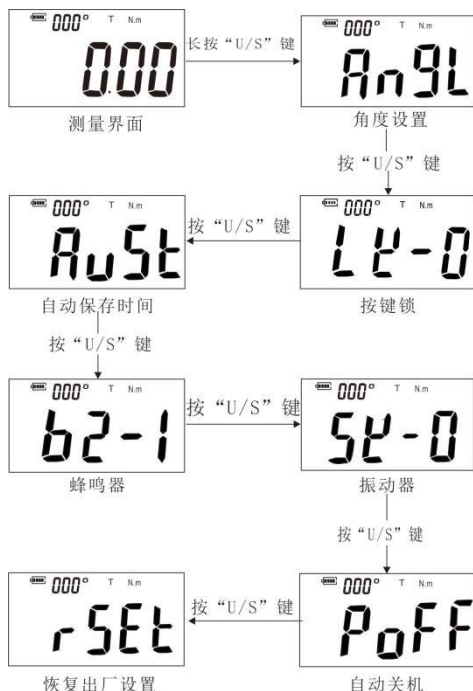 000° T N.m
0.00
测量界面
长按“U/S”键
000° T N.m
AngL
角度设置
按“U/S”键
000° T N.m
LK-0
按键锁
按“U/S”键
000° T N.m
AuSt
自动保存时间
按“U/S”键
000° T N.m
b2-1
蜂鸣器
按“U/S”键
000° T N.m
SK-0
振动器
按“U/S”键
000° T N.m
PoFF
自动关机
按“U/S”键
000° T N.m
rSEt
恢复出厂设置